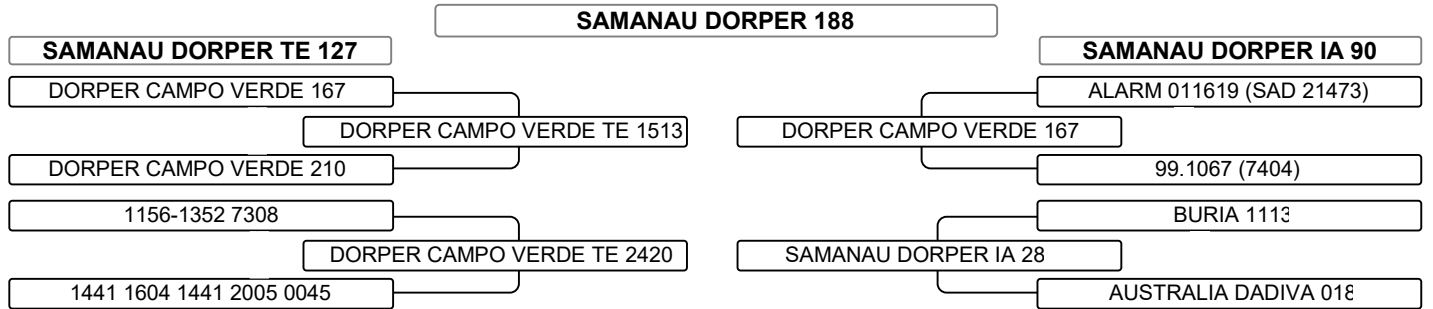 SAMANAU DORPER 188
SAMANAU DORPER TE 127
SAMANAU DORPER IA 90
DORPER CAMPO VERDE 167
ALARM 011619 (SAD 21473)
DORPER CAMPO VERDE TE 1513
DORPER CAMPO VERDE 167
DORPER CAMPO VERDE 210
99.1067 (7404)
1156-1352 7308
BURIA 1113
DORPER CAMPO VERDE TE 2420
SAMANAU DORPER IA 28
1441 1604 1441 2005 0045
AUSTRALIA DADIVA 018